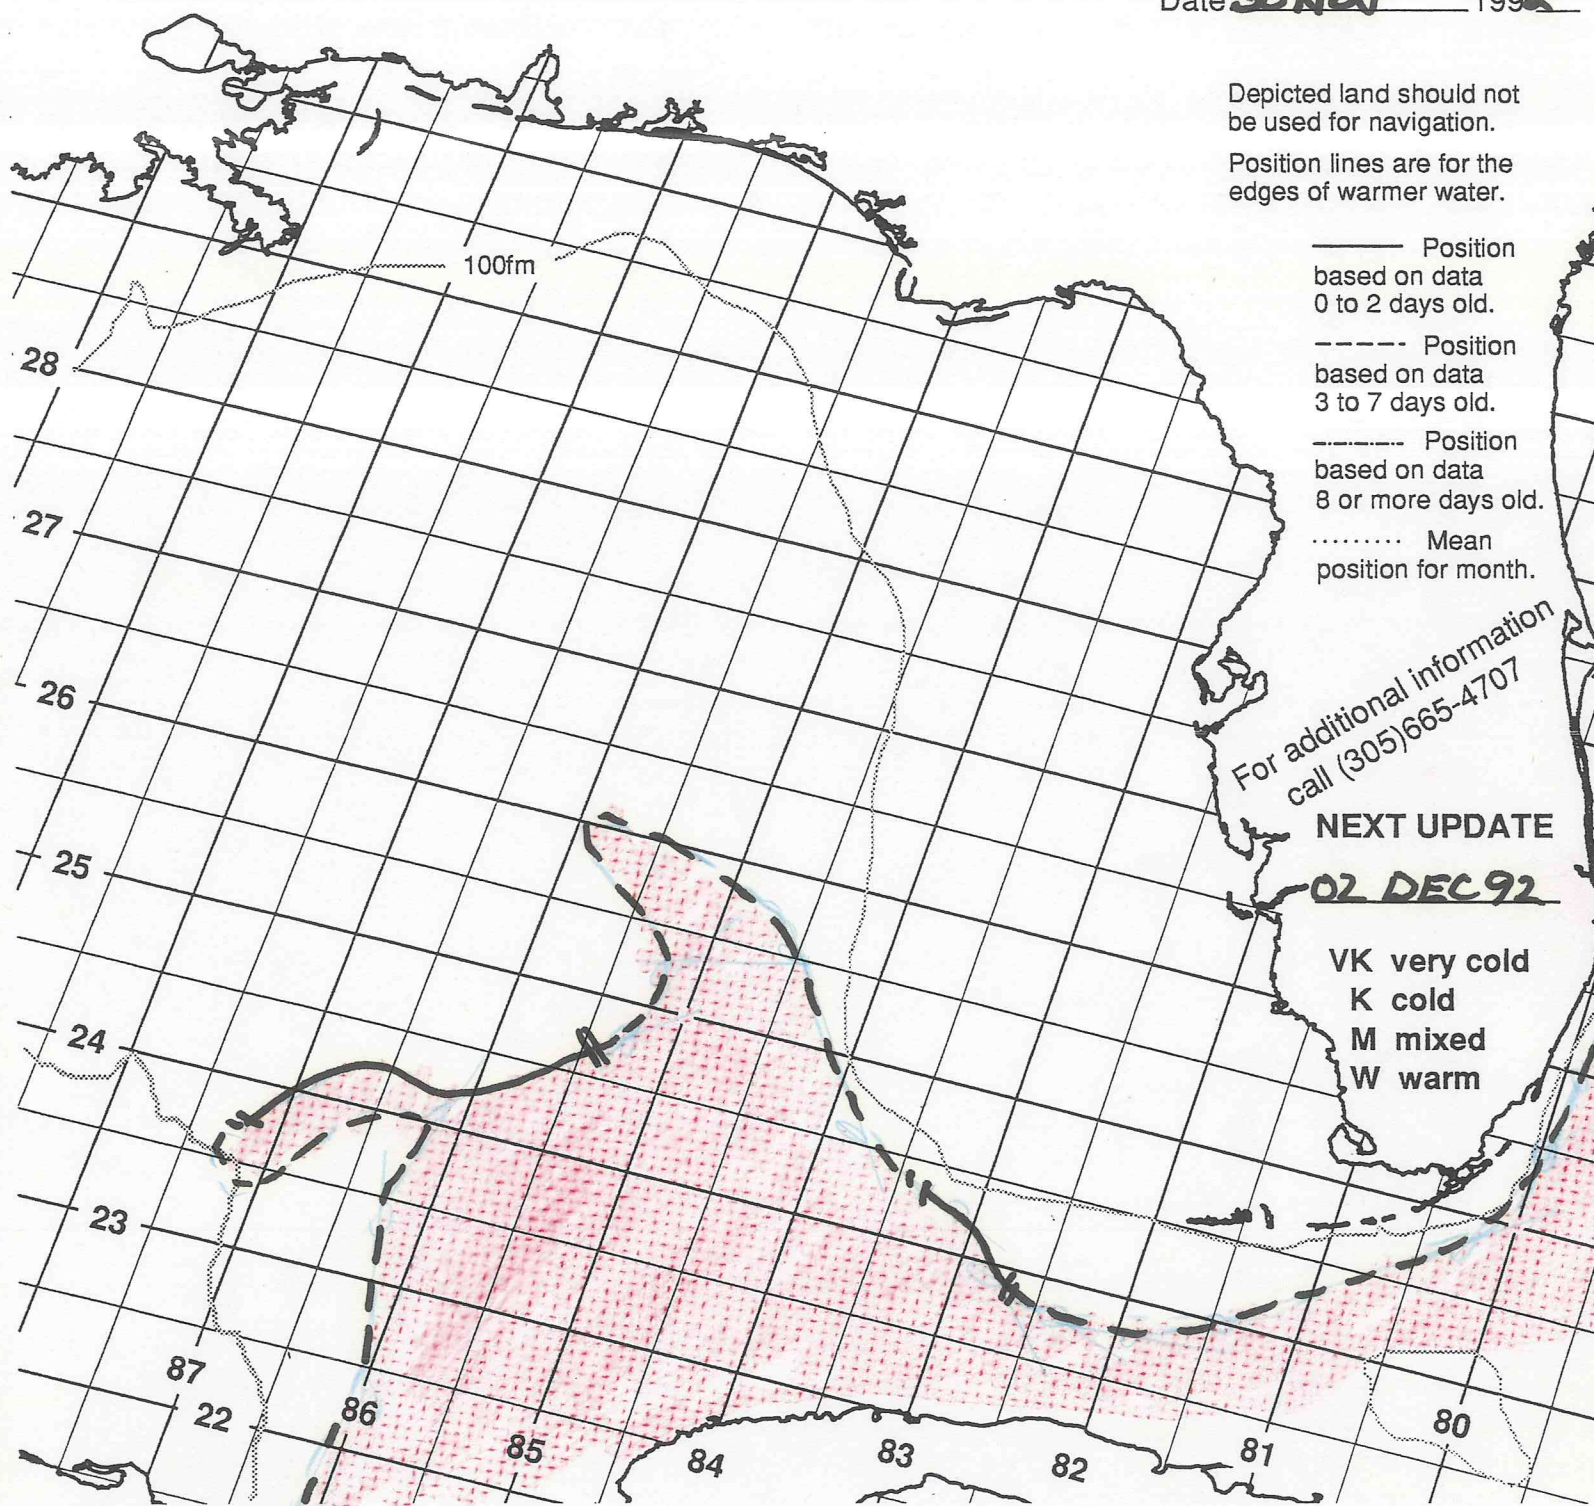 Date 30 NOV 1992
Depicted land should not
be used for navigation.
Position lines are for the
edges of warmer water.
Position
based on data
0 to 2 days old.
Position
based on data
3 to 7 days old.
Position
based on data
8 or more days old.
Mean
position for month.
100fm
28
27
26
25
24
23
22
87
86
85
84
83
82
81
80
For additional information
call (305)665-4707
NEXT UPDATE
02 DEC 92
VK very cold
K cold
M mixed
W warm